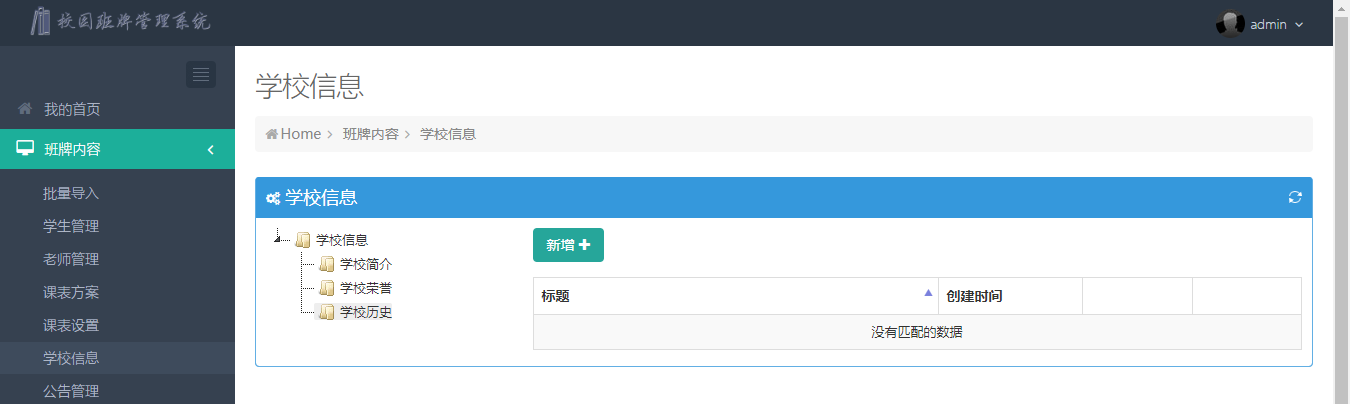 校园班牌管理系统
admin
我的首页
班牌内容
批量导入
学生管理
老师管理
课表方案
课表设置
学校信息
公告管理
学校信息
Home 班牌内容 学校信息
学校信息
学校信息
学校简介
学校荣誉
学校历史
新增
标题 创建时间
没有匹配的数据